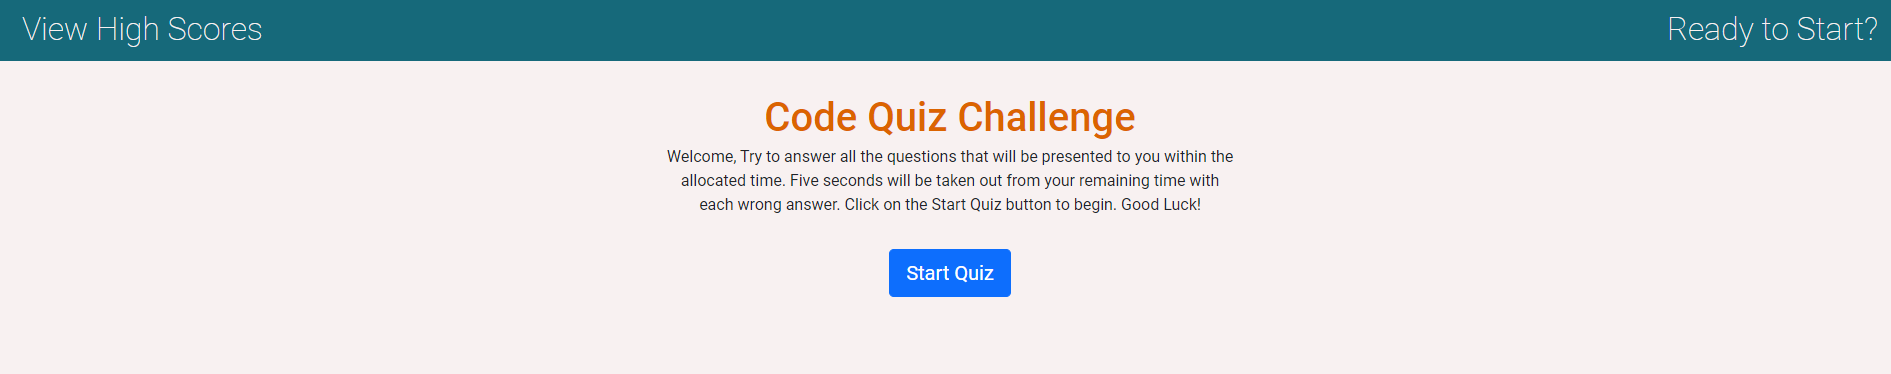 View High Scores
Ready to Start?
Code Quiz Challenge
Welcome, Try to answer all the questions that will be presented to you within the
allocated time. Five seconds will be taken out from your remaining time with
each wrong answer. Click on the Start Quiz button to begin. Good Luck!
Start Quiz